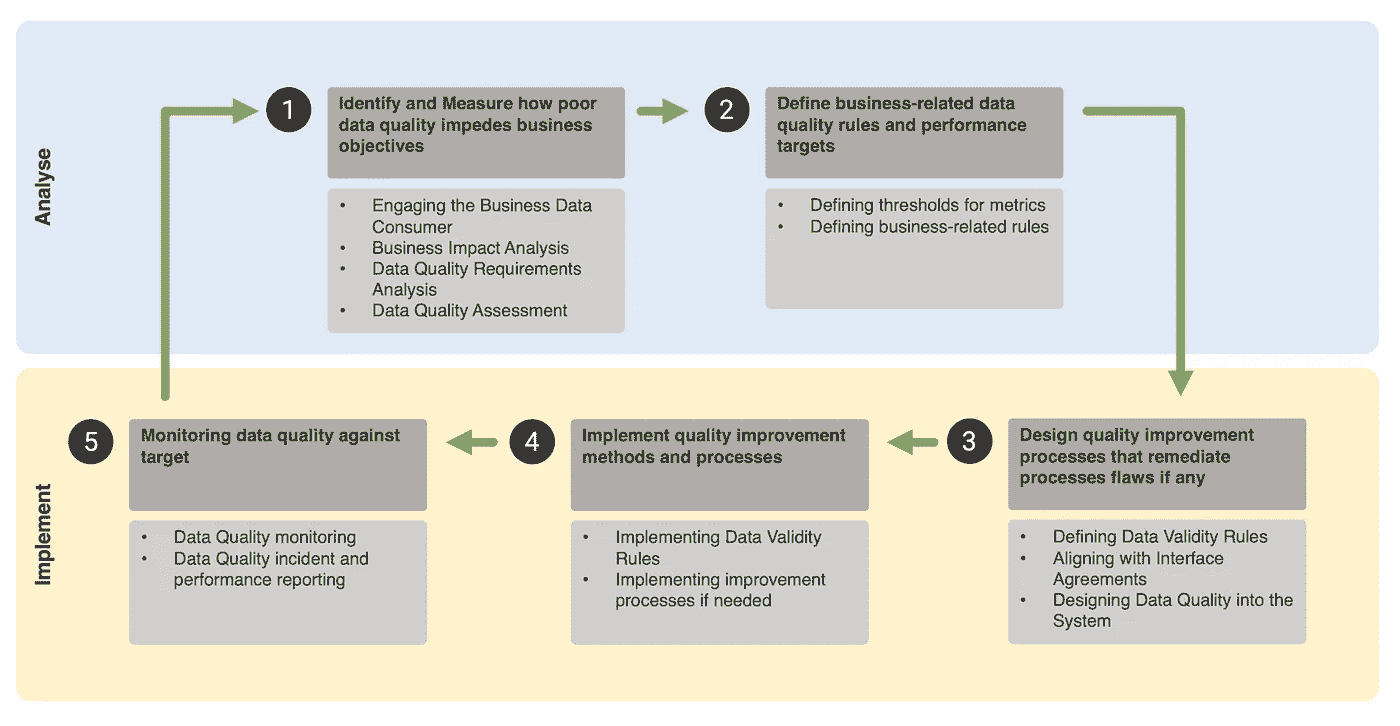 Analyse
1
Identify and Measure how poor
data quality impedes business
objectives
• Engaging the Business Data
Consumer
• Business Impact Analysis
• Data Quality Requirements
Analysis
• Data Quality Assessment
2
Define business-related data
quality rules and performance
targets
• Defining thresholds for metrics
• Defining business-related rules
Implement
3
Design quality improvement
processes that remediate
processes flaws if any
• Defining Data Validity Rules
• Aligning with Interface
Agreements
• Designing Data Quality into the
System
4
Implement quality improvement
methods and processes
• Implementing Data Validity
Rules
• Implementing improvement
processes if needed
5
Monitoring data quality against
target
• Data Quality monitoring
• Data Quality incident and
performance reporting